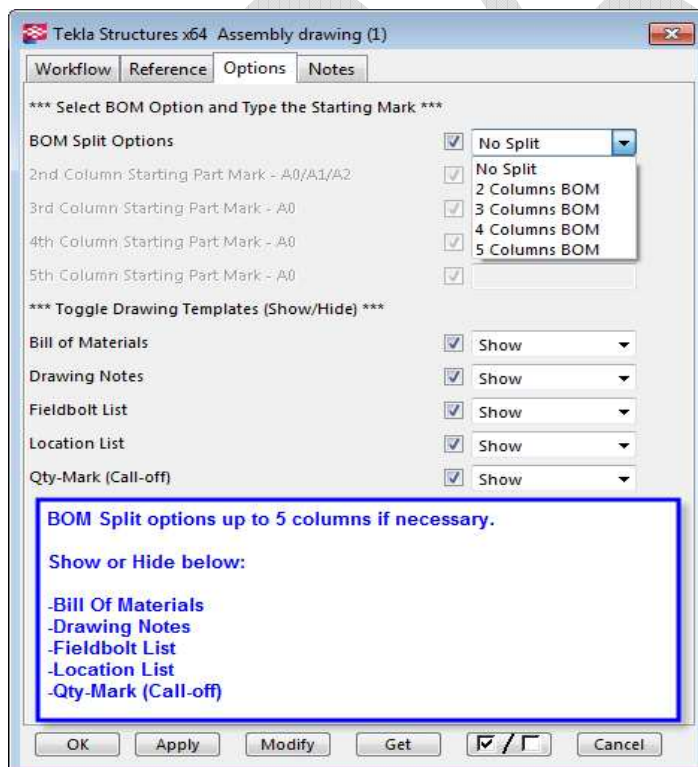 Tekla Structures x64 Assembly drawing (1)
Workflow Reference Options Notes
*** Select BOM Option and Type the Starting Mark ***
BOM Split Options No Split
2nd Column Starting Part Mark - A0/A1/A2 No Split
2 Columns BOM
3rd Column Starting Part Mark - A0 3 Columns BOM
4th Column Starting Part Mark - A0 4 Columns BOM
5 Columns BOM
5th Column Starting Part Mark - A0
*** Toggle Drawing Templates (Show/Hide) ***
Bill of Materials Show
Drawing Notes Show
Fieldbolt List Show
Location List Show
Qty-Mark (Call-off) Show
BOM Split options up to 5 columns if necessary.
Show or Hide below:
-Bill Of Materials
-Drawing Notes
-Fieldbolt List
-Location List
-Qty-Mark (Call-off)
OK Apply Modify Get / Cancel